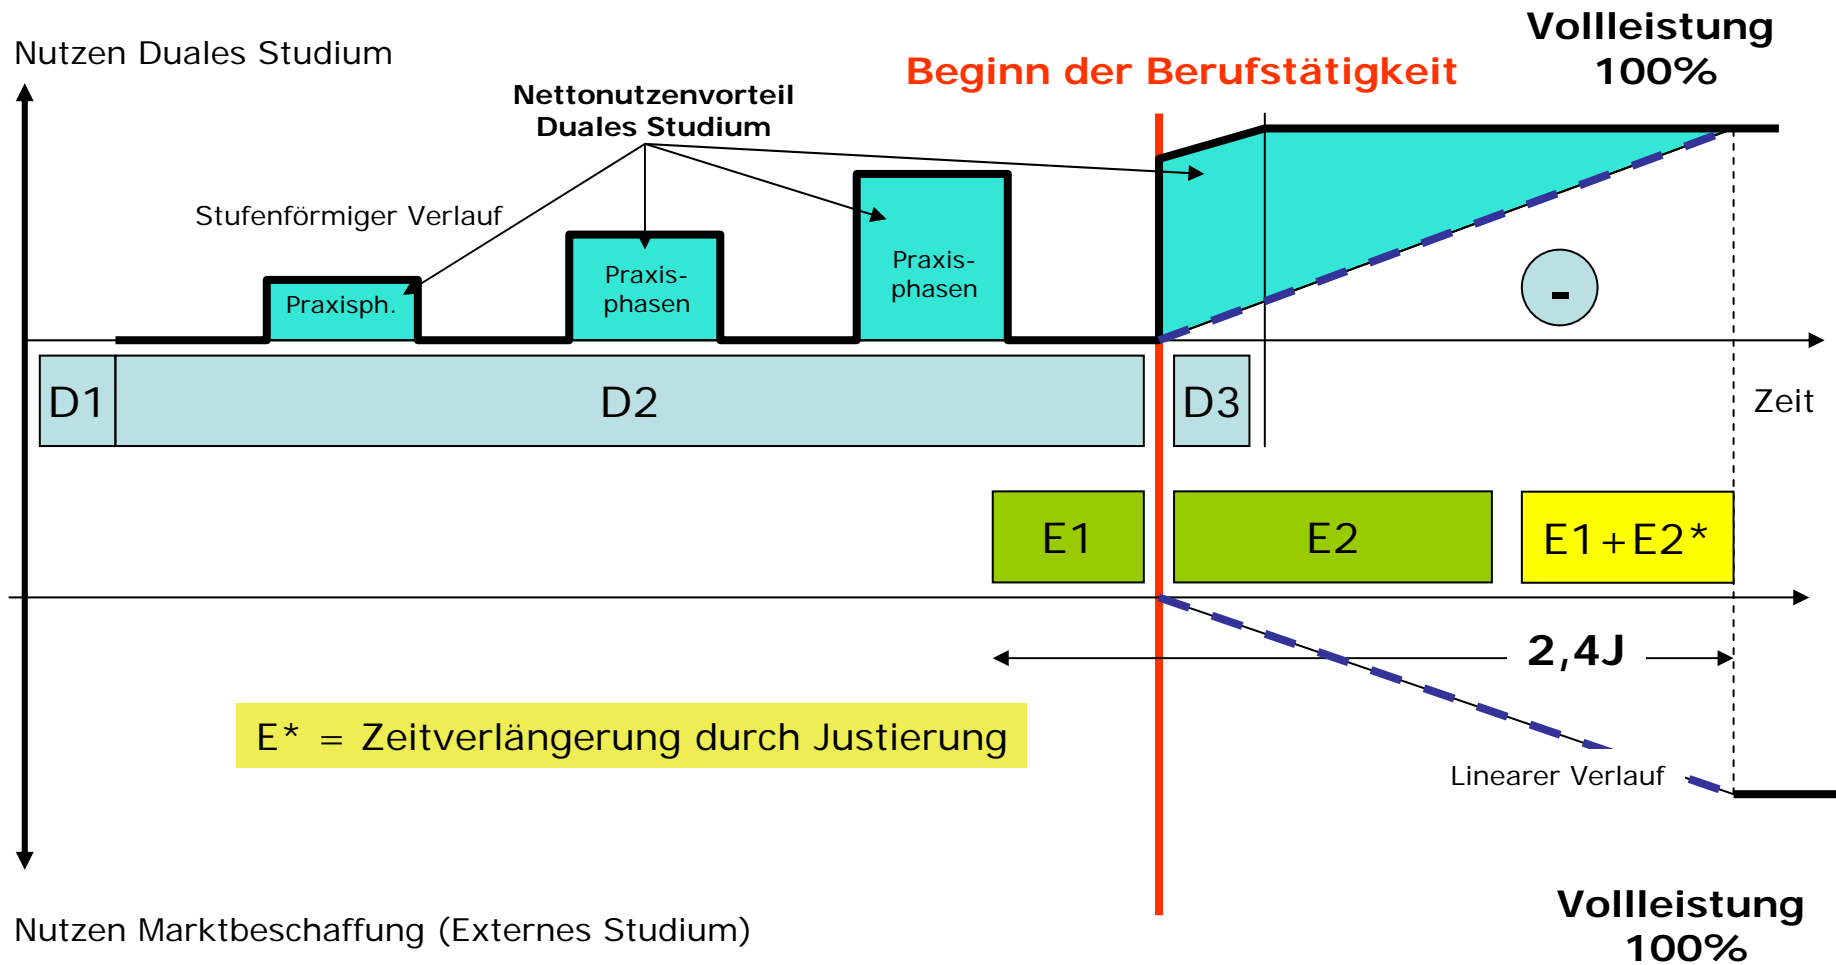 Nutzen Duales Studium
Vollleistung
100%
Beginn der Berufstätigkeit
Nettonutzenvorteil
Duales Studium
Stufenförmiger Verlauf
Praxisph.
Praxis-
phasen
Praxis-
phasen
-
D1
D2
D3
Zeit
E1
E2
E1+E2*
2,4J
E* = Zeitverlängerung durch Justierung
Linearer Verlauf
Nutzen Marktbeschaffung (Externes Studium)
Vollleistung
100%